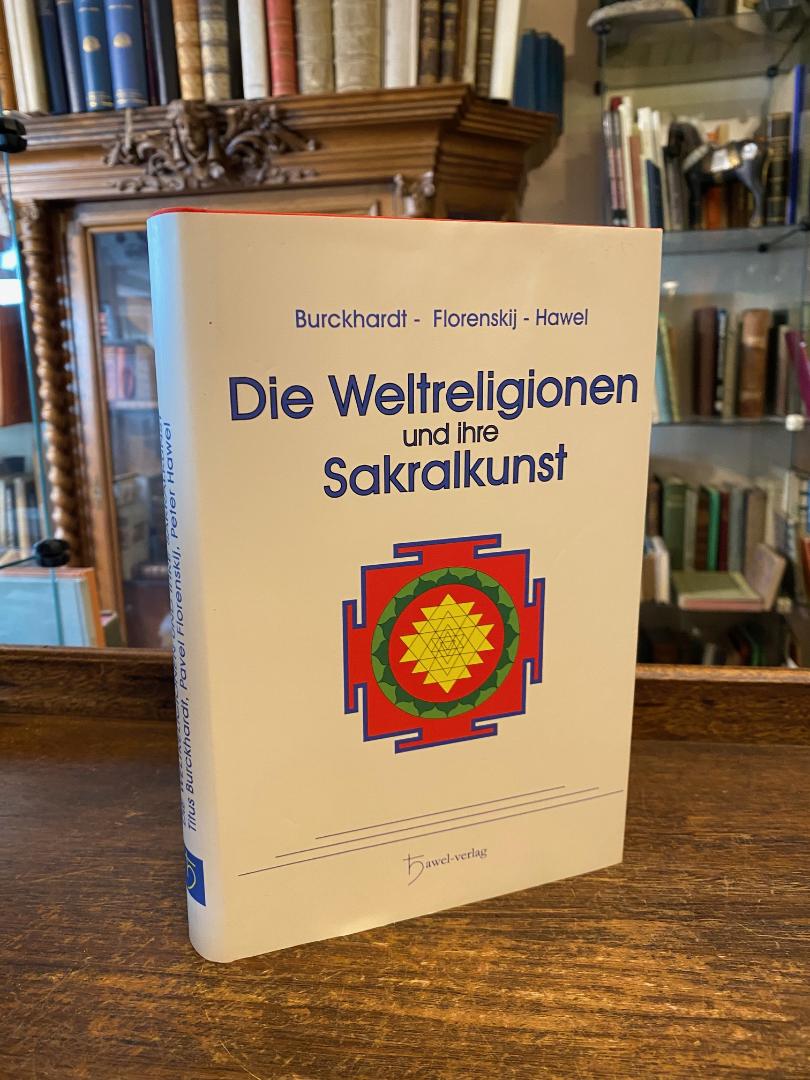 Burckhardt - Florenskij - Hawel
Die Weltreligionen
und ihre
Sakralkunst
hawel-verlag
Titus Burckhardt, Pavel Florenskij, Peter Hawel